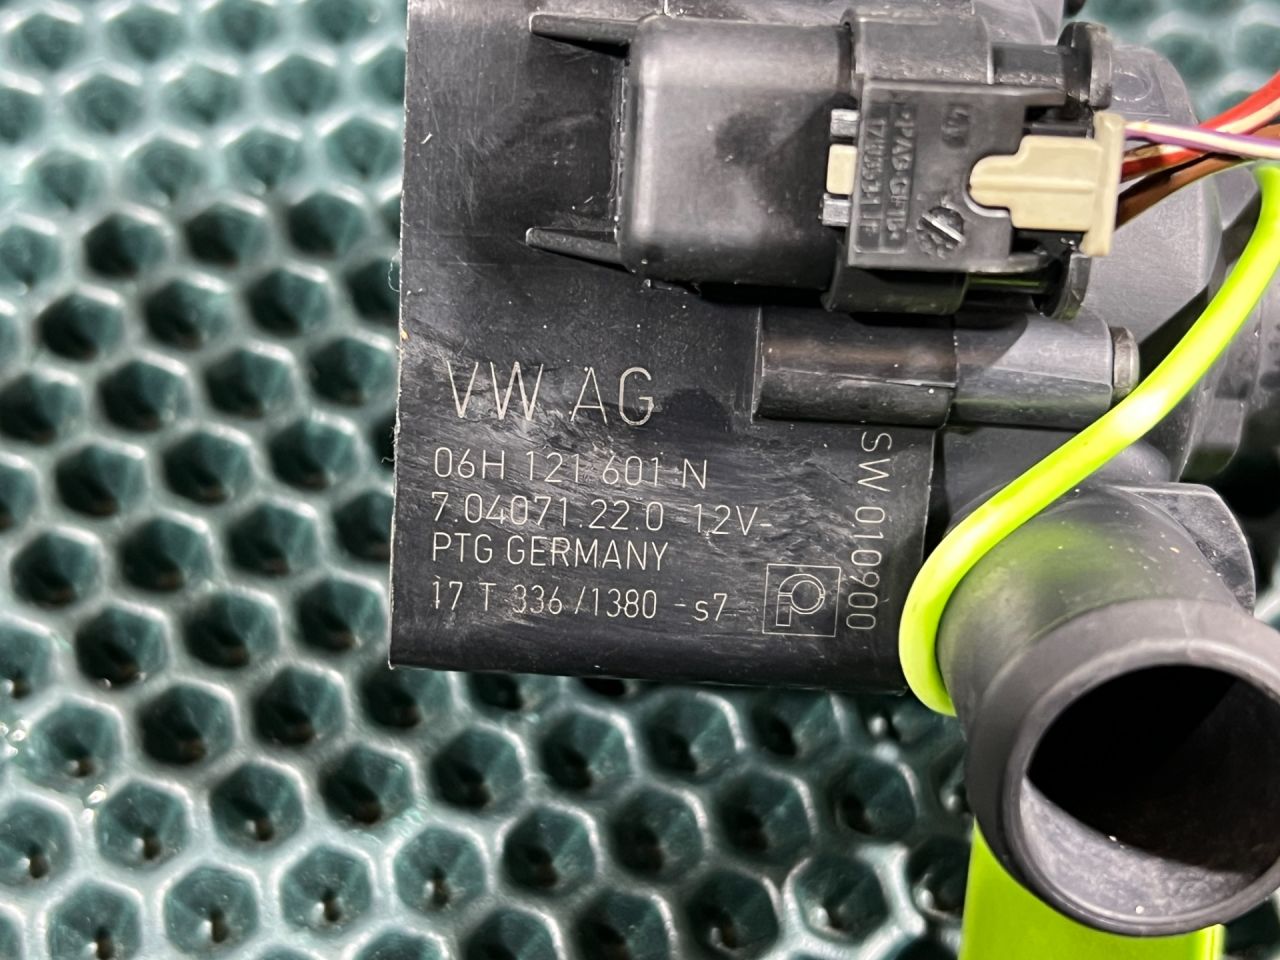 VW AG
06H 121 601 N
7.04071.22.0 12V-
PTG GERMANY
17 T 336/1380 -s7
SW 010900